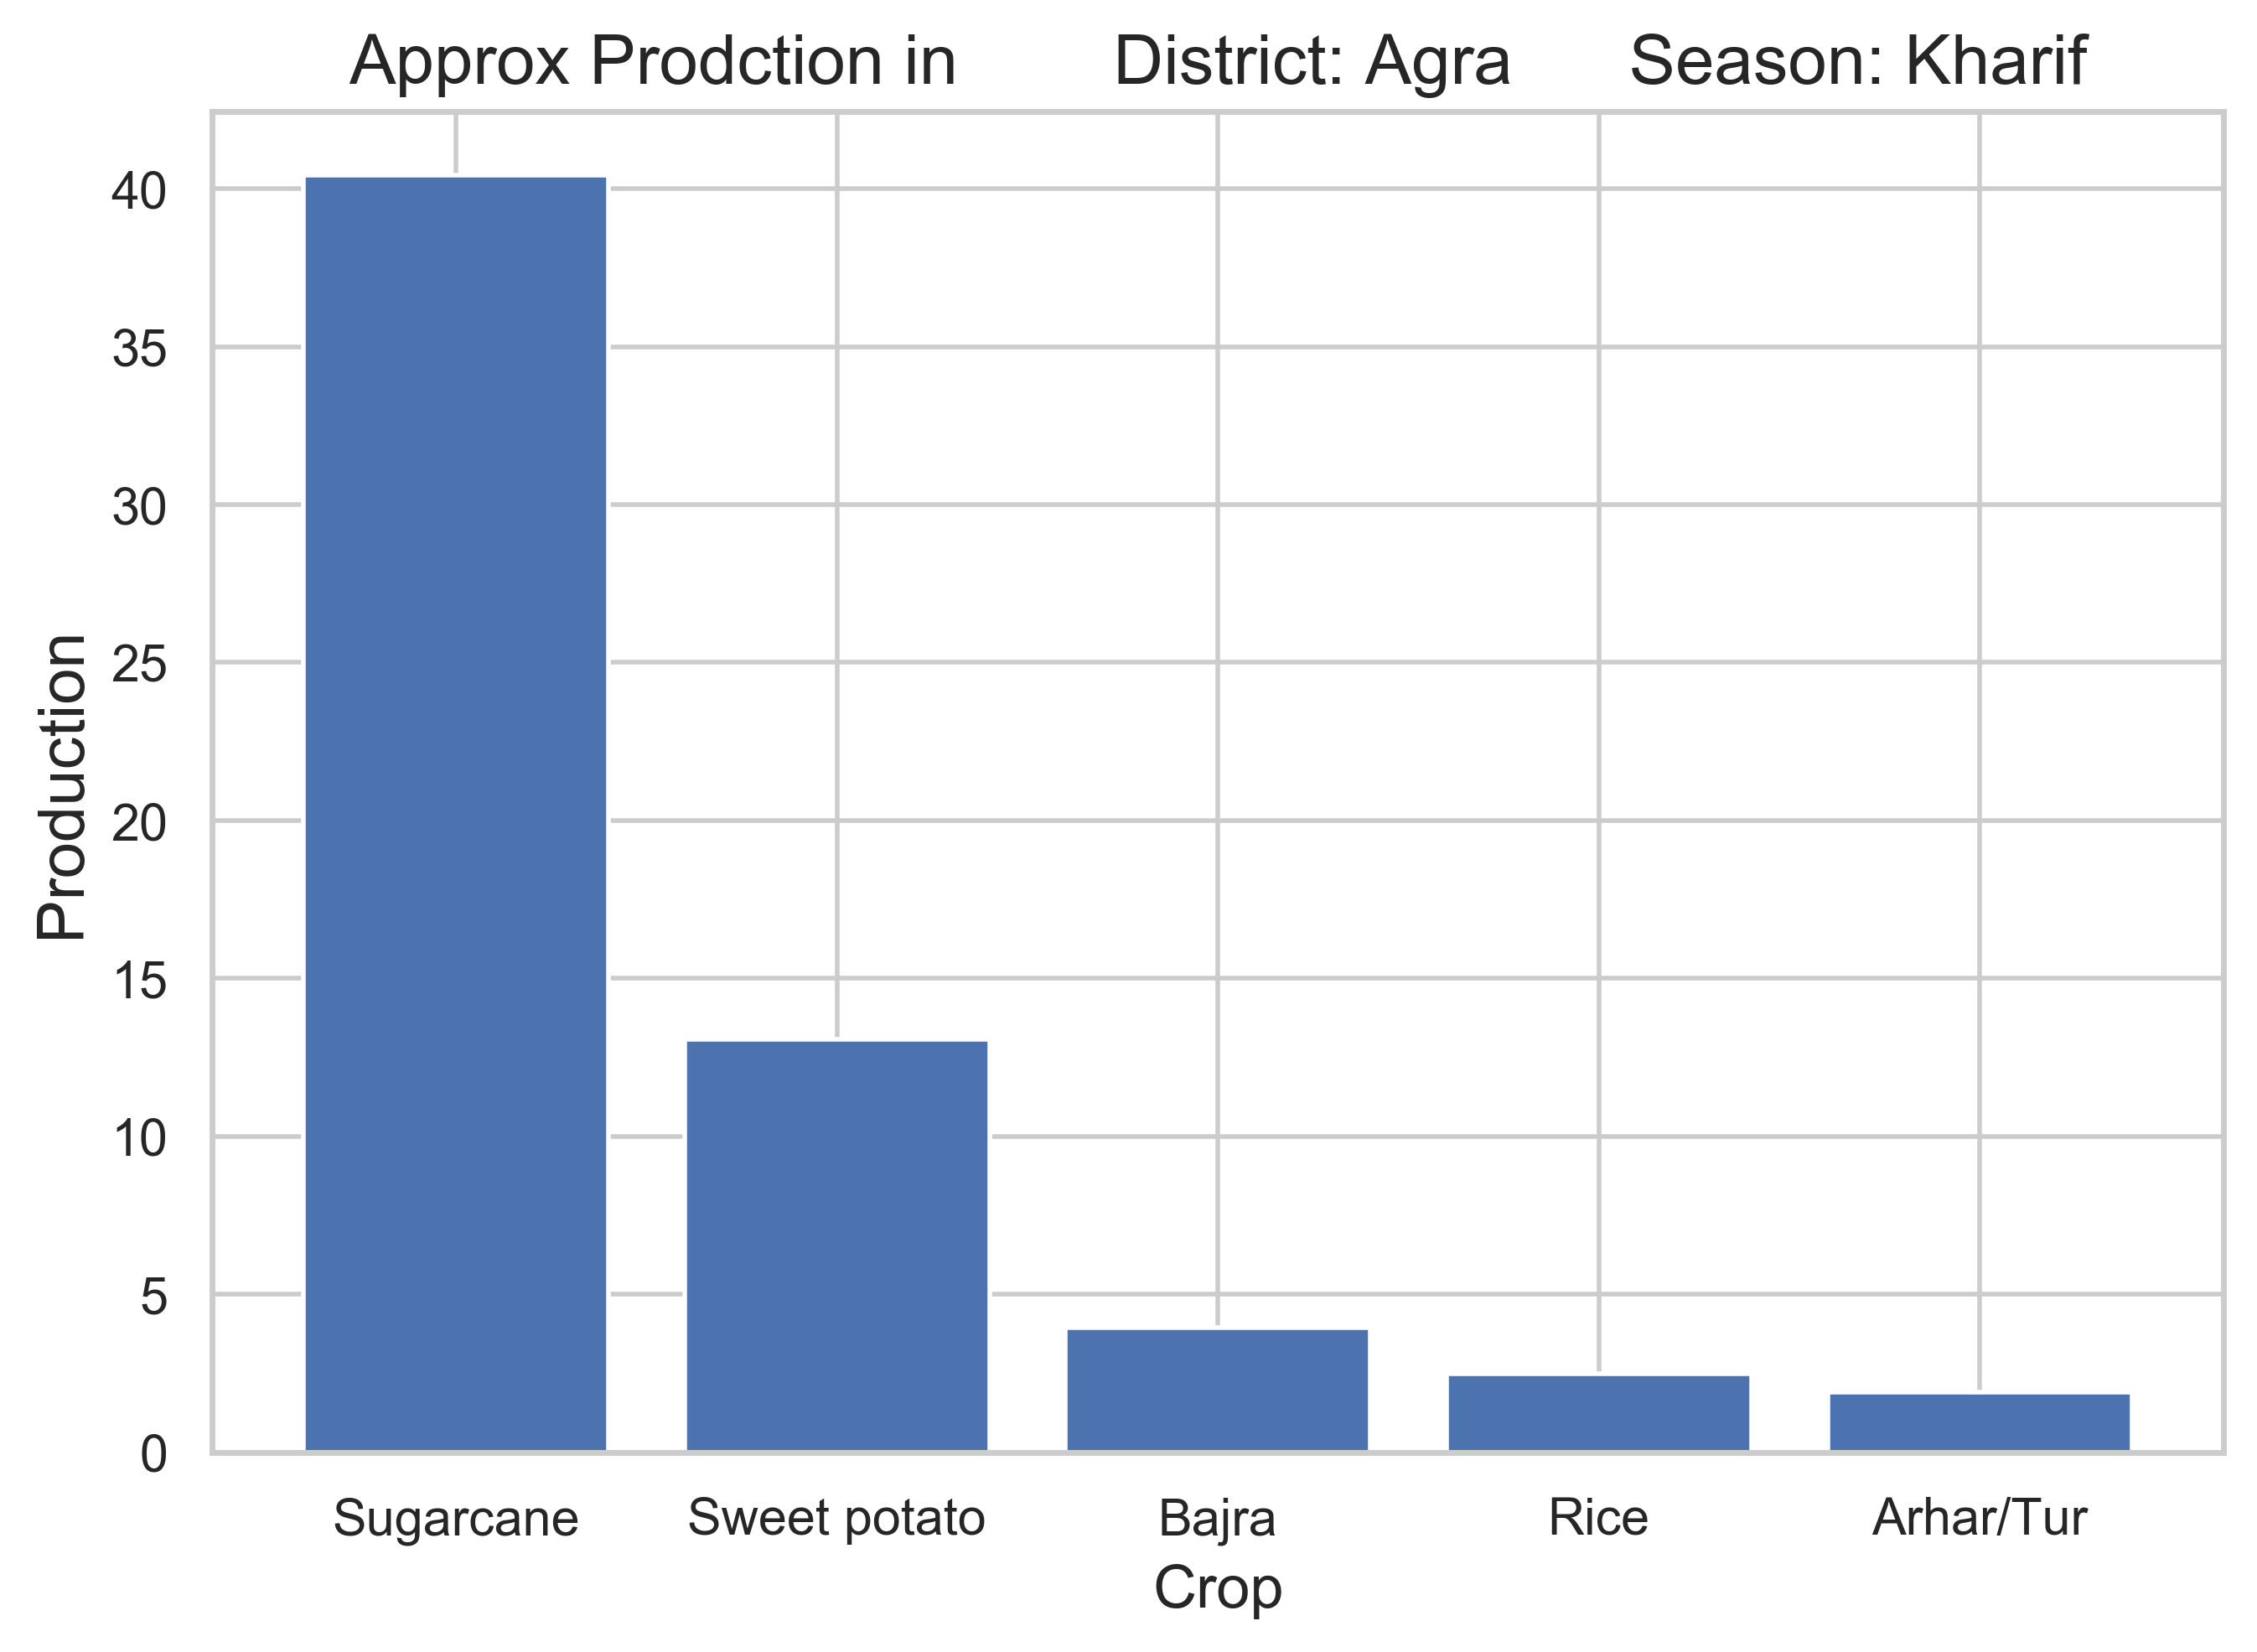 Approx Prodction in District: Agra Season: Kharif
40
35
30
25
20
15
10
5
0
Production
Sugarcane Sweet potato Bajra Rice Arhar/Tur
Crop